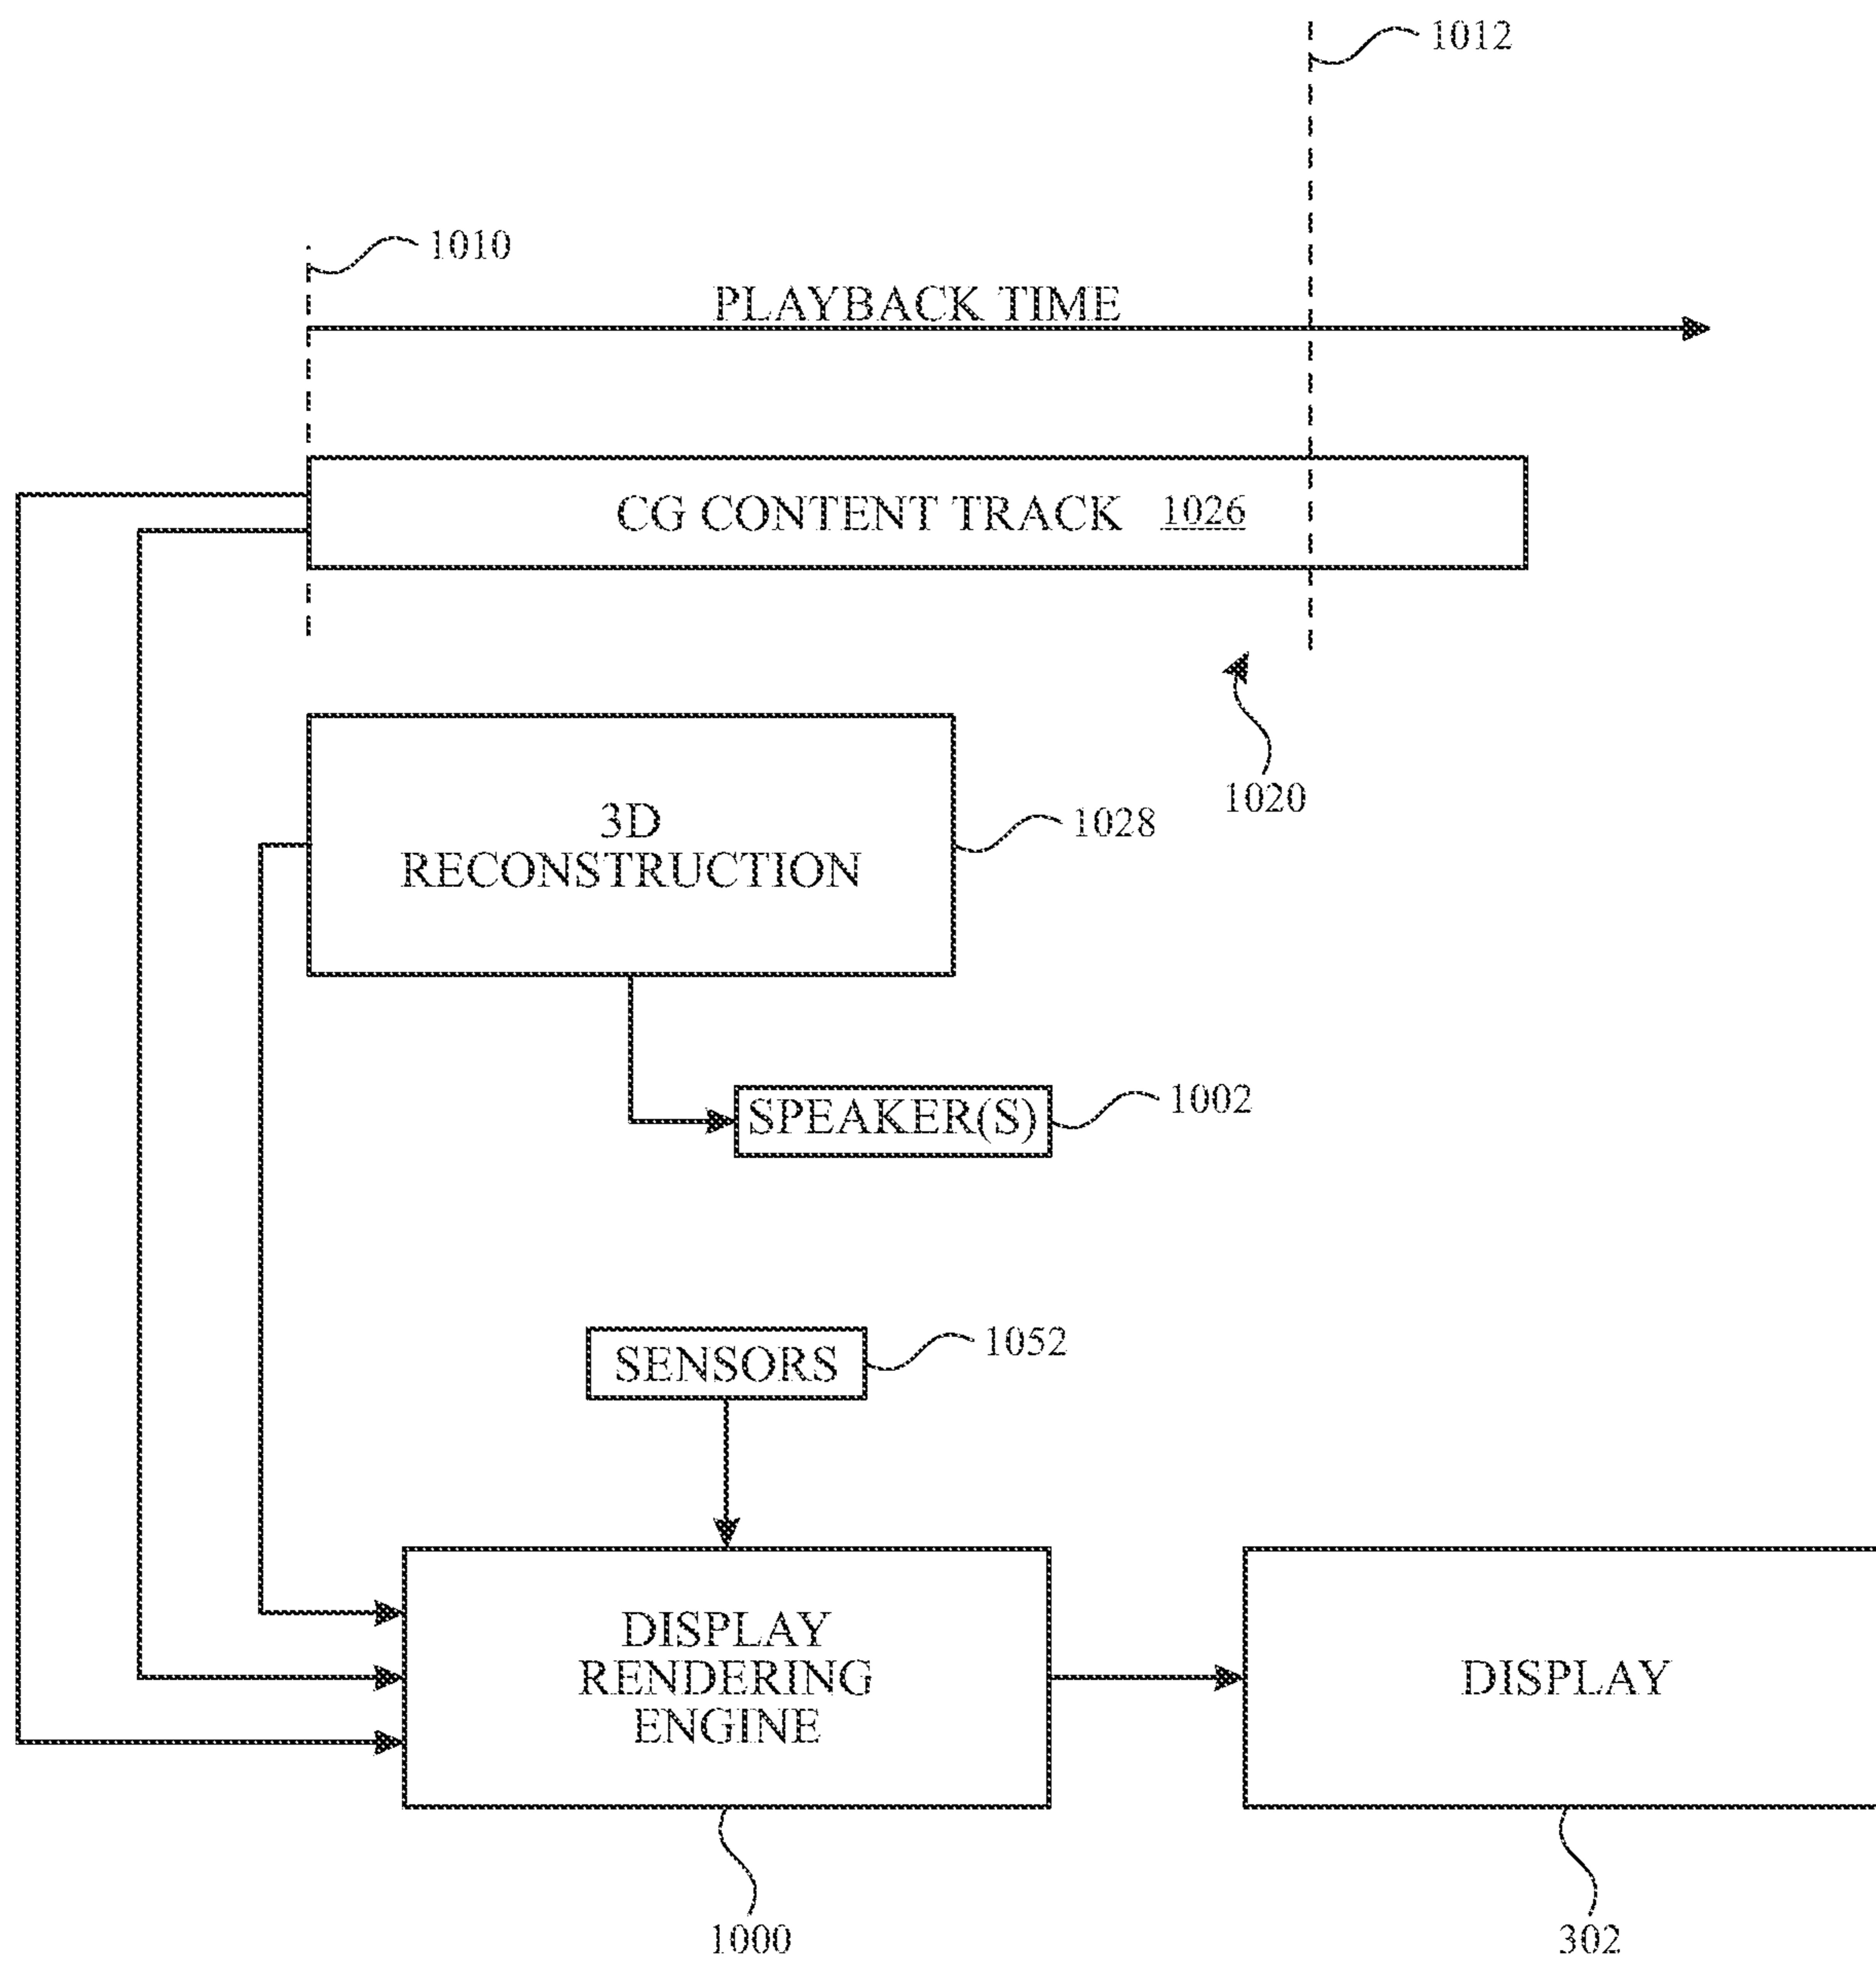 1012
1010
PLAYBACK TIME
CG CONTENT TRACK 1026
1020
3D
RECONSTRUCTION
1028
SPEAKER(S)
1002
SENSORS
1052
DISPLAY
RENDERING
ENGINE
DISPLAY
1000
302